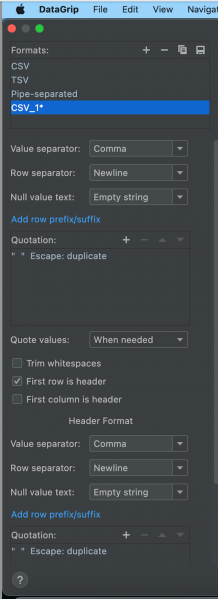 DataGrip File Edit View Navigat
Formats:
CSV
TSV
Pipe-separated
CSV_1*
Value separator: Comma
Row separator: Newline
Null value text: Empty string
Add row prefix/suffix
Quotation:
" " Escape: duplicate
Quote values: When needed
Trim whitespaces
First row is header
First column is header
Header Format
Value separator: Comma
Row separator: Newline
Null value text: Empty string
Add row prefix/suffix
Quotation:
" " Escape: duplicate
?